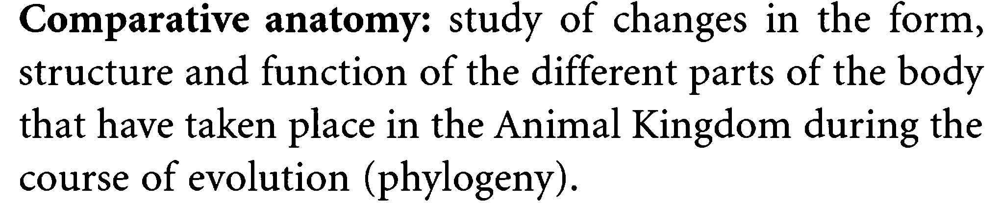 Comparative anatomy: study of changes in the form,
structure and function of the different parts of the body
that have taken place in the Animal Kingdom during the
course of evolution (phylogeny).